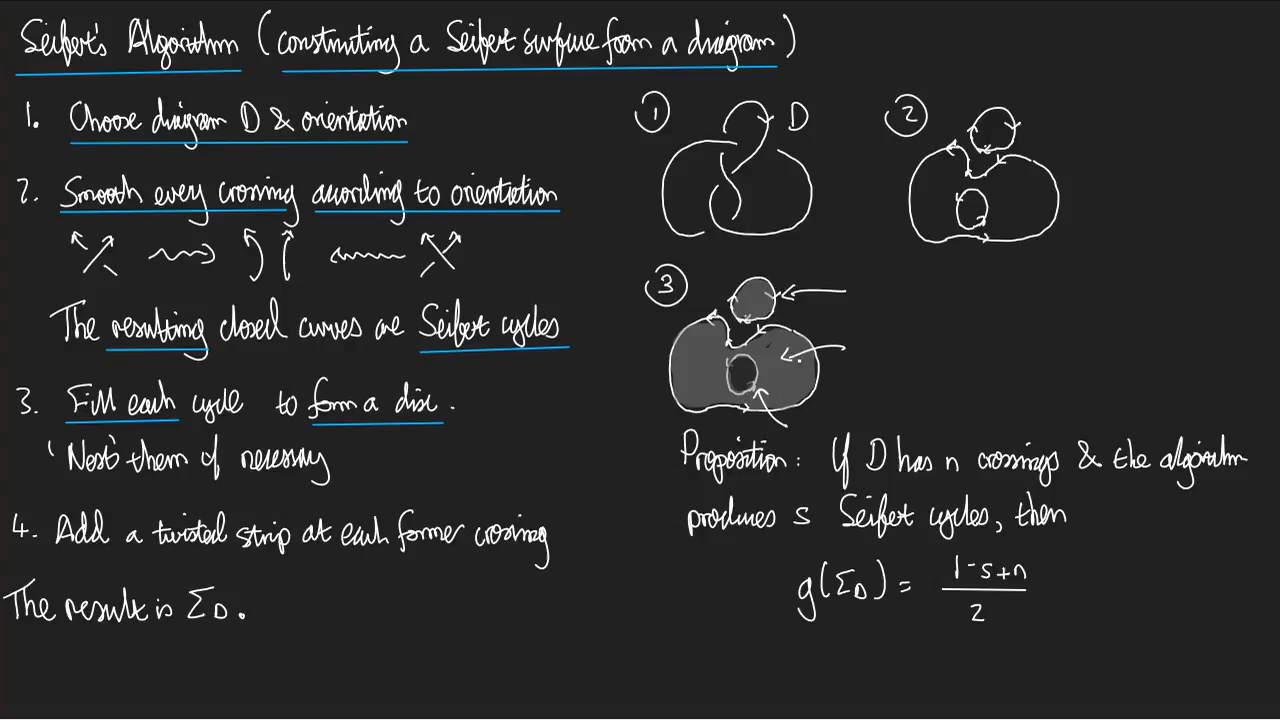 Seifert's Algorithm (constructing a Seifert surface from a diagram)
1. Choose diagram D & orientation
2. Smooth every crossing according to orientation
The resulting closed curves are Seifert cycles
3. Fill each cycle to form a disc.
'Nest' them if necessary
4. Add a twisted strip at each former crossing
The result is Σ_D.
1 D
2
3
Proposition: If D has n crossings & the algorithm
produces s Seifert cycles, then
g(Σ_D) = (1-s+n)/2